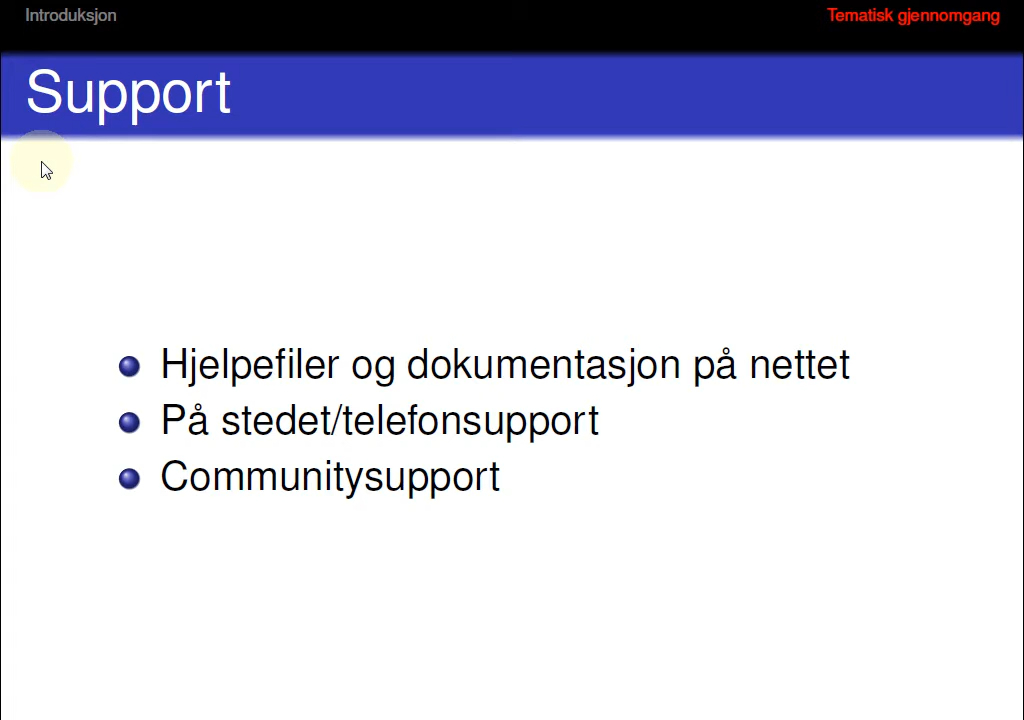 Introduksjon
Tematisk gjennomgang
Support
Hjelpefiler og dokumentasjon på nettet
På stedet/telefonsupport
Communitysupport